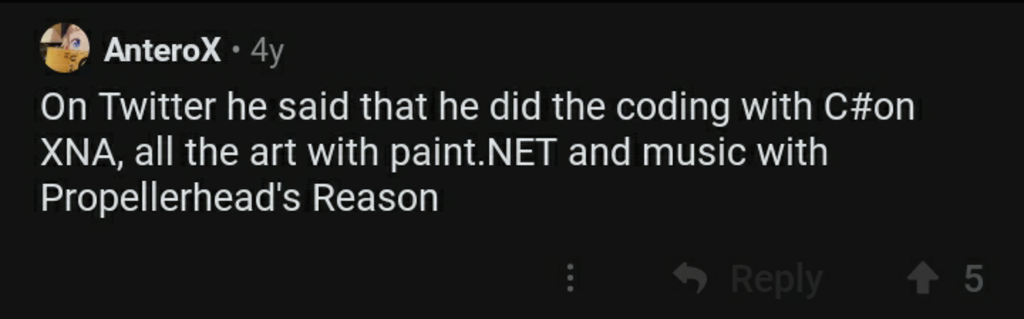 AnteroX • 4y
On Twitter he said that he did the coding with C#on
XNA, all the art with paint.NET and music with
Propellerhead's Reason
Reply 5